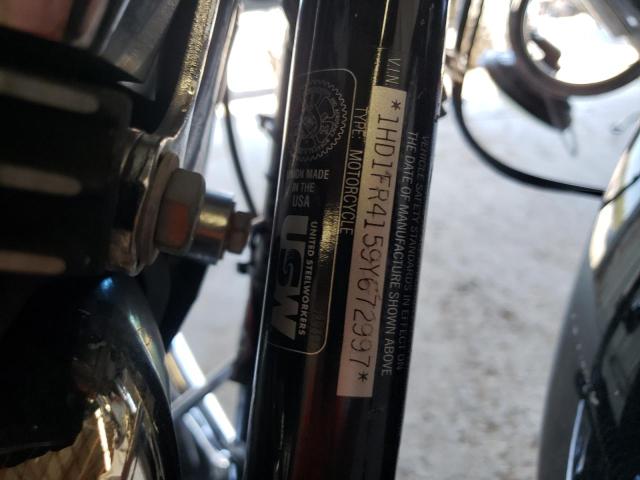 VEHICLE SAFETY STANDARDS IN EFFECT ON
THE DATE OF MANUFACTURE SHOWN ABOVE
V.I.N.
*1HD1FR4159Y672997*
TYPE: MOTORCYCLE
UNION MADE
IN THE
USA
USW
UNITED STEELWORKERS